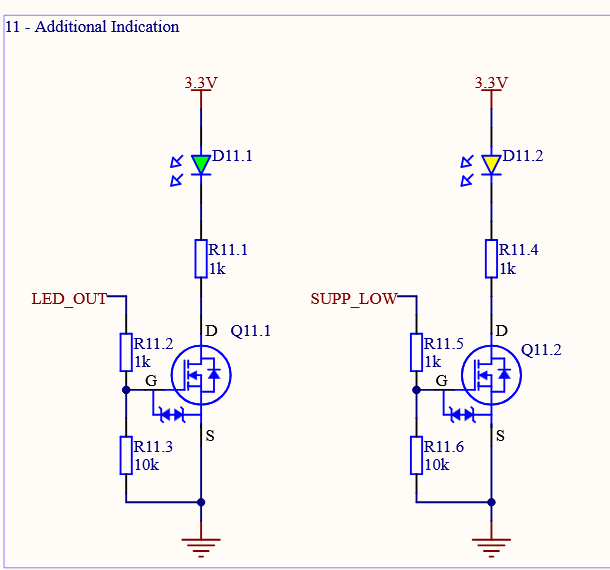 11 - Additional Indication
3.3V
D11.1
R11.1
1k
LED_OUT
D
Q11.1
R11.2
1k
G
S
R11.3
10k
3.3V
D11.2
R11.4
1k
SUPP_LOW
D
Q11.2
R11.5
1k
G
S
R11.6
10k